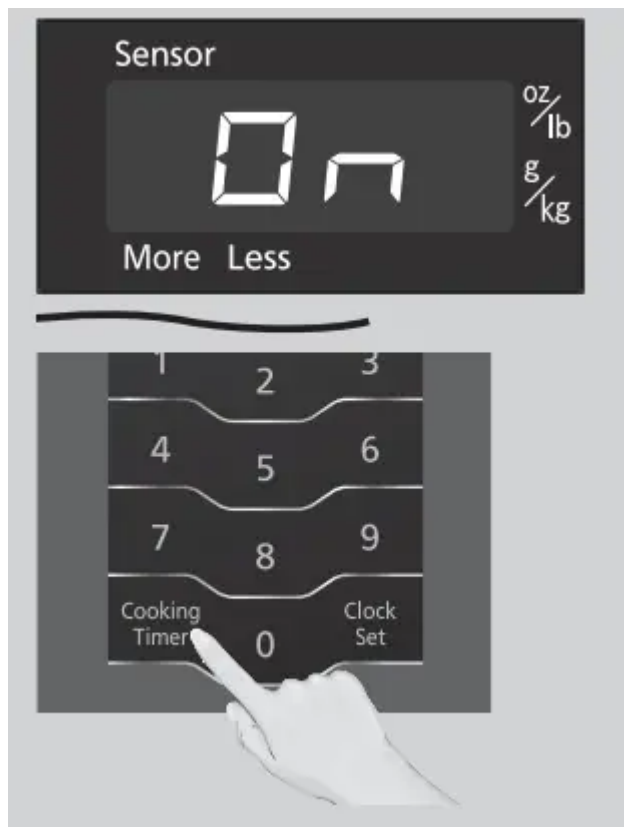 Sensor
On
oz/lb
g/kg
More Less
1 2 3
4 5 6
7 8 9
Cooking
Timer
0
Clock
Set